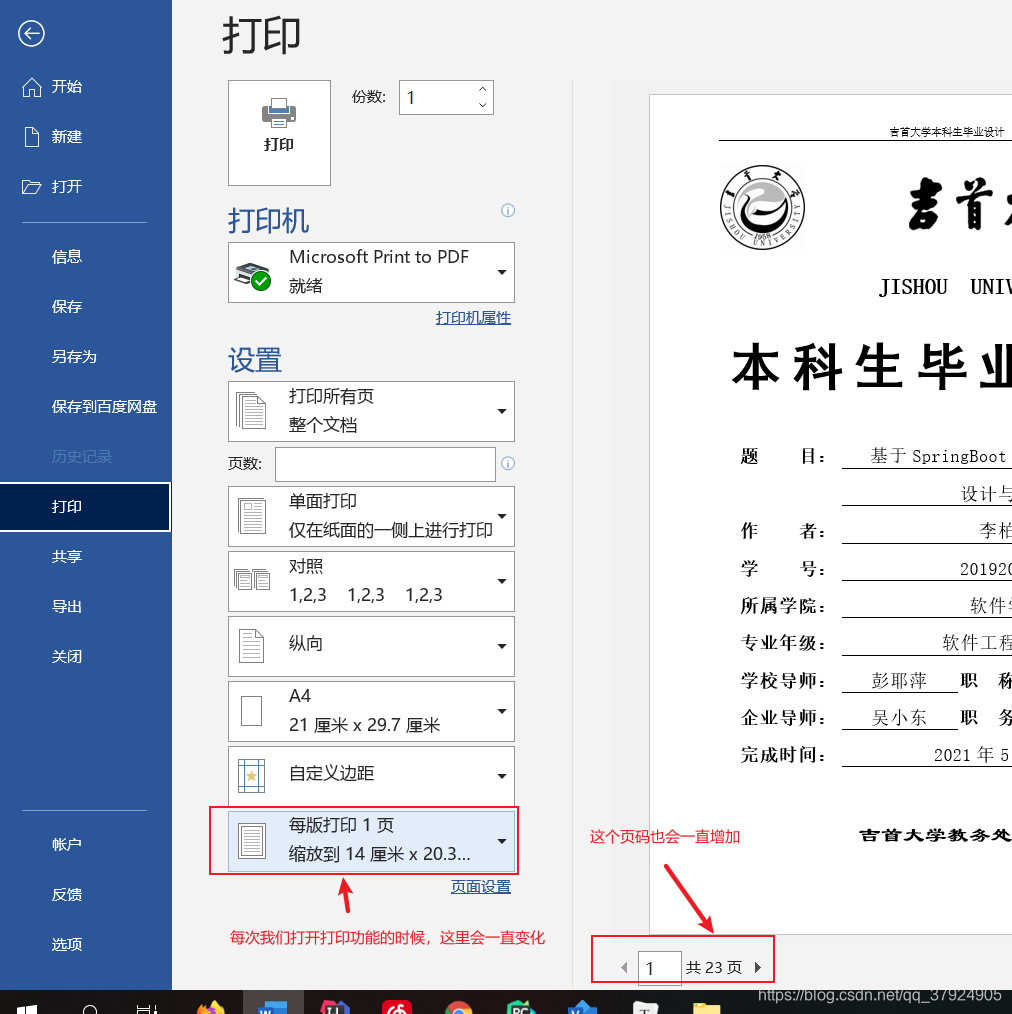 打印
开始
新建
打开
信息
保存
另存为
保存到百度网盘
历史记录
打印
共享
导出
关闭
帐户
反馈
选项
打印
份数: 1
打印机
Microsoft Print to PDF
就绪
打印机属性
设置
打印所有页
整个文档
页数:
单面打印
仅在纸面的一侧上进行打印
对照
1,2,3 1,2,3 1,2,3
纵向
A4
21 厘米 x 29.7 厘米
自定义边距
每版打印 1 页
缩放到 14 厘米 x 20.3...
页面设置
每次我们打开打印功能的时候，这里会一直变化
吉首大学本科生毕业设计
吉首大学
JISHOU UNIVERSITY
1958
吉首
JISHOU UNIV
本科生毕业
题 目： 基于 SpringBoot
设计与
作 者： 李柏
学 号： 201920
所属学院： 软件学
专业年级： 软件工程
学校导师： 彭耶萍 职 称
企业导师： 吴小东 职 务
完成时间： 2021 年 5
吉首大学教务处
这个页码也会一直增加
1 共 23 页
https://blog.csdn.net/qq_37924905